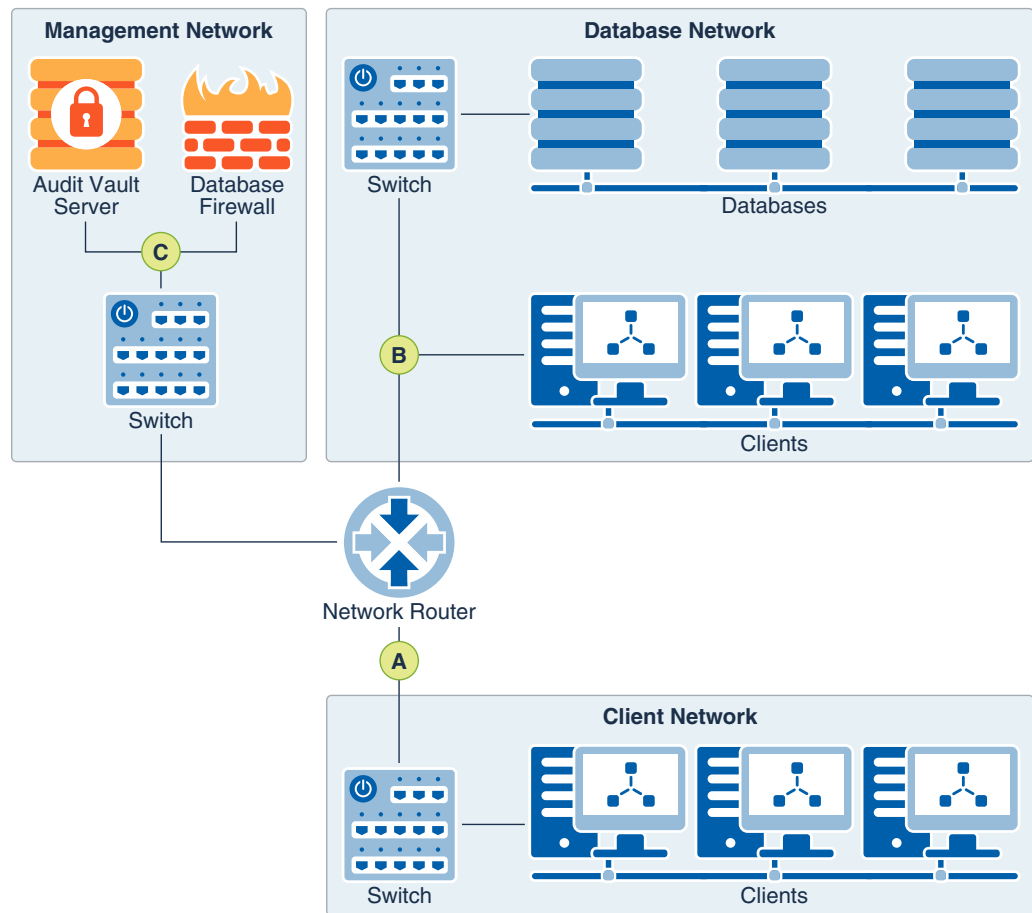 Management Network
Audit Vault
Server
Database
Firewall
C
Switch
Database Network
Switch
Databases
B
Clients
Network Router
A
Client Network
Switch
Clients